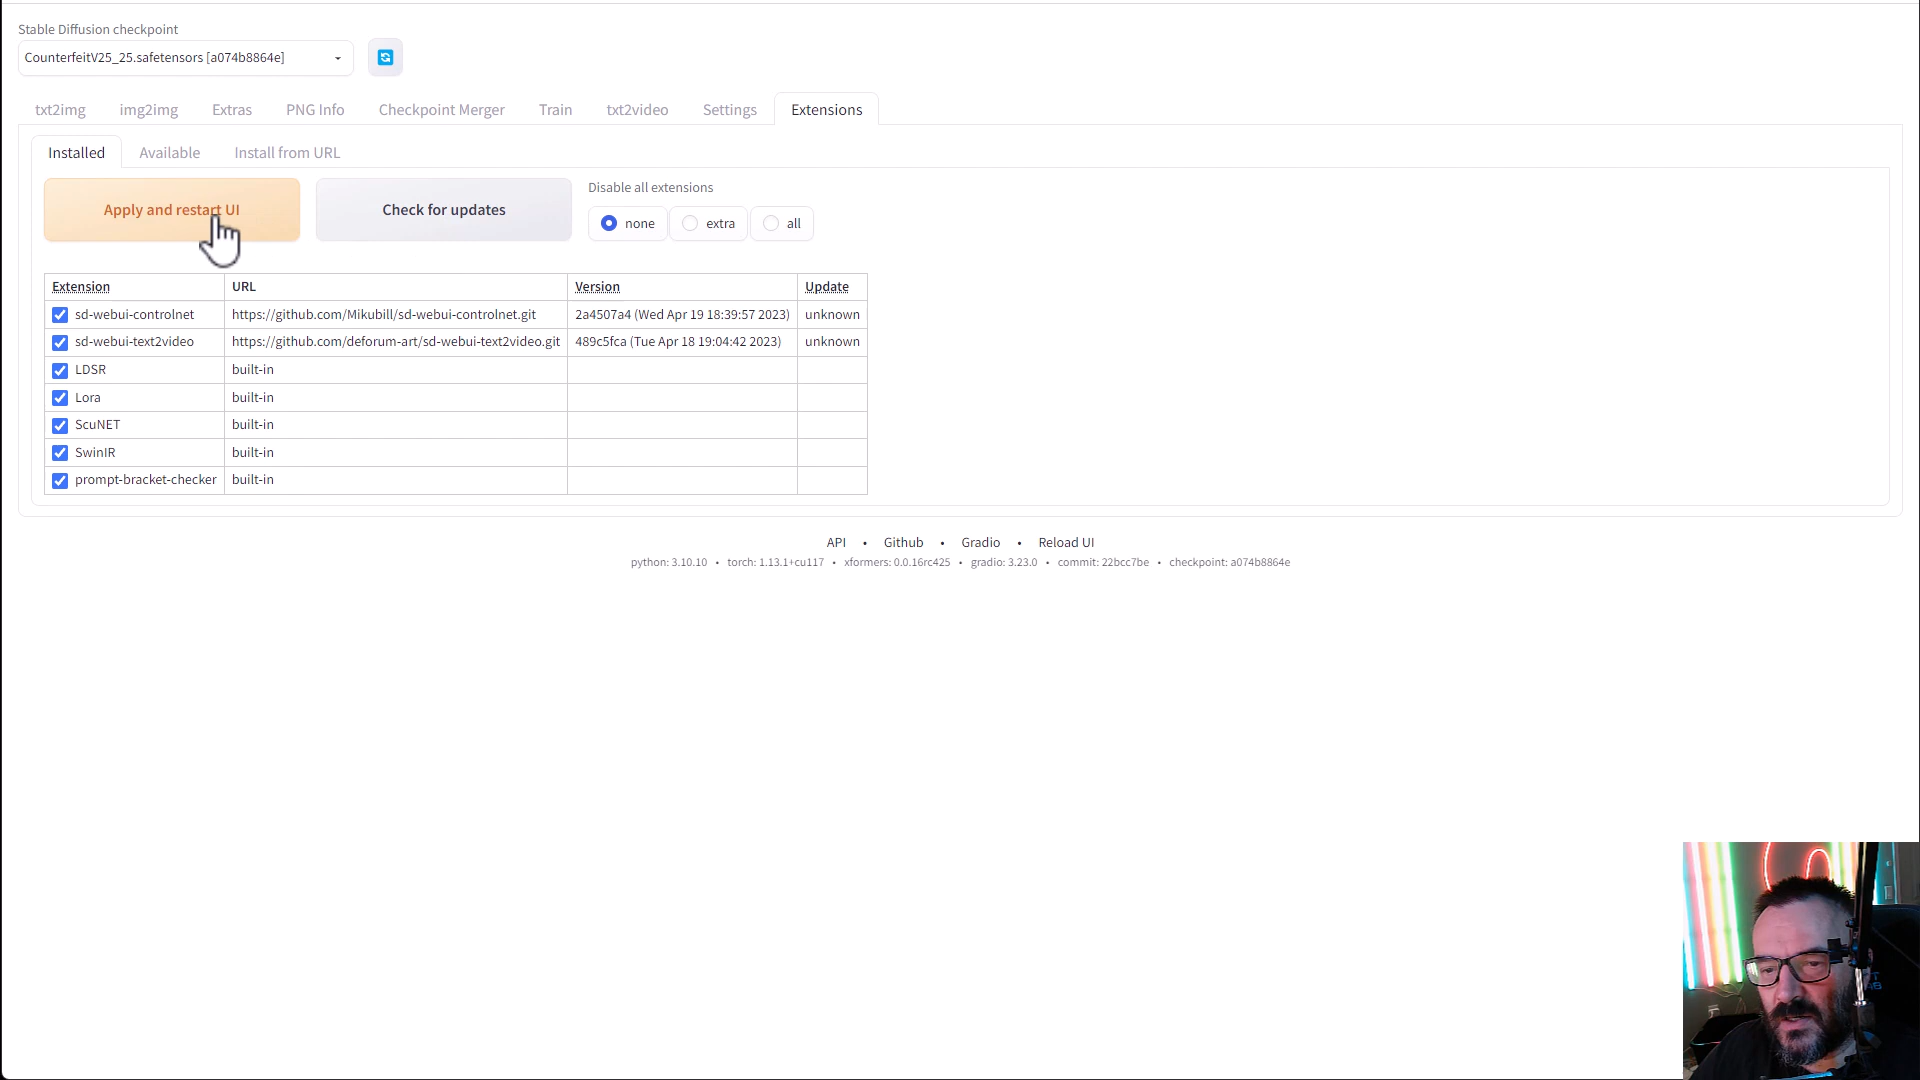 Stable Diffusion checkpoint
CounterfeitV25_25.safetensors [a074b8864e]
txt2img img2img Extras PNG Info Checkpoint Merger Train txt2video Settings Extensions
Installed Available Install from URL
Apply and restart UI Check for updates
Disable all extensions
none extra all
Extension URL Version Update
sd-webui-controlnet https://github.com/Mikubill/sd-webui-controlnet.git 2a4507a4 (Wed Apr 19 18:39:57 2023) unknown
sd-webui-text2video https://github.com/deforum-art/sd-webui-text2video.git 489c5fca (Tue Apr 18 19:04:42 2023) unknown
LDSR built-in
Lora built-in
ScuNET built-in
SwinIR built-in
prompt-bracket-checker built-in
API • Github • Gradio • Reload UI
python: 3.10.10 • torch: 1.13.1+cu117 • xformers: 0.0.16rc425 • gradio: 3.23.0 • commit: 22bcc7be • checkpoint: a074b8864e